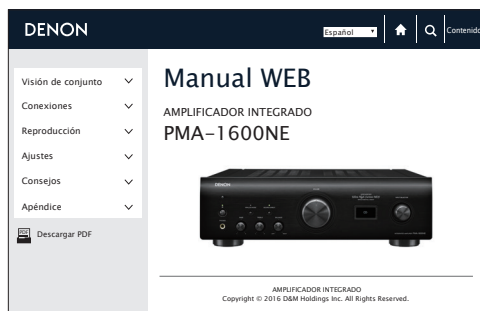 DENON
Español
Contenido
Visión de conjunto
Conexiones
Reproducción
Ajustes
Consejos
Apéndice
PDF
Descargar PDF
Manual WEB
AMPLIFICADOR INTEGRADO
PMA-1600NE
DENON
AMPLIFICADOR INTEGRADO
Copyright © 2016 D&M Holdings Inc. All Rights Reserved.